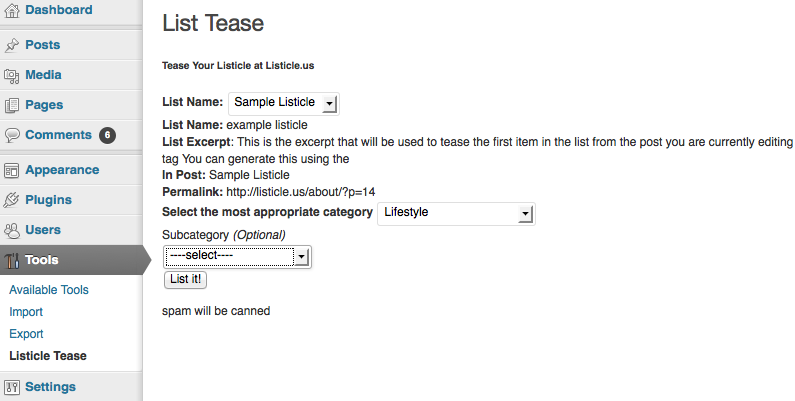 Dashboard
Posts
Media
Pages
Comments 6
Appearance
Plugins
Users
Tools
Available Tools
Import
Export
Listicle Tease
Settings
List Tease
Tease Your Listicle at Listicle.us
List Name: Sample Listicle
List Name: example listicle
List Excerpt: This is the excerpt that will be used to tease the first item in the list from the post you are currently editing
tag You can generate this using the
In Post: Sample Listicle
Permalink: http://listicle.us/about/?p=14
Select the most appropriate category Lifestyle
Subcategory (Optional)
----select----
List it!
spam will be canned